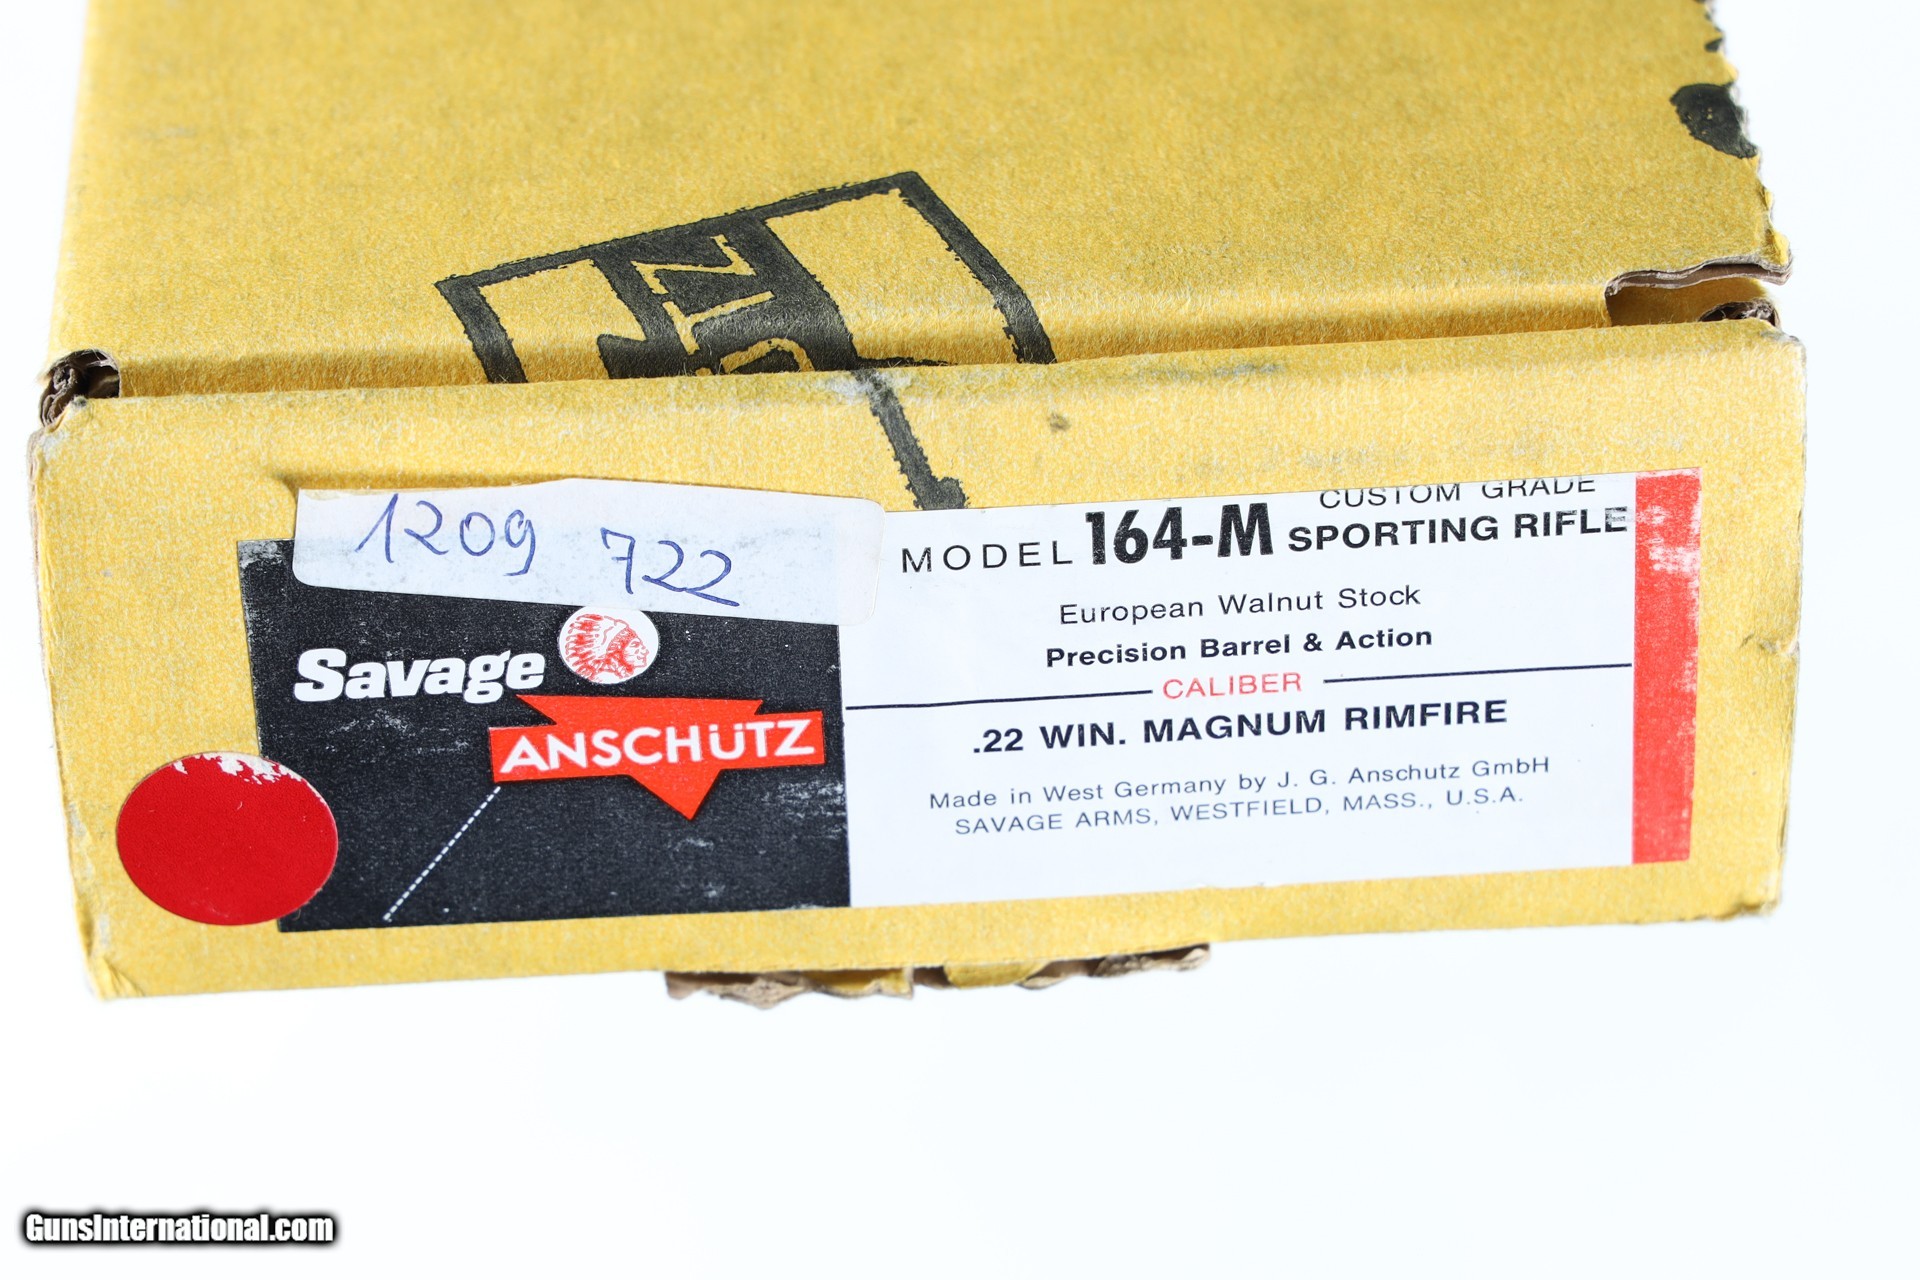 1209 722
CUSTOM GRADE
MODEL 164-M SPORTING RIFLE
European Walnut Stock
Precision Barrel & Action
CALIBER
.22 WIN. MAGNUM RIMFIRE
Made in West Germany by J. G. Anschutz GmbH
SAVAGE ARMS, WESTFIELD, MASS., U.S.A.
Savage
ANSCHÜTZ
GunsInternational.com